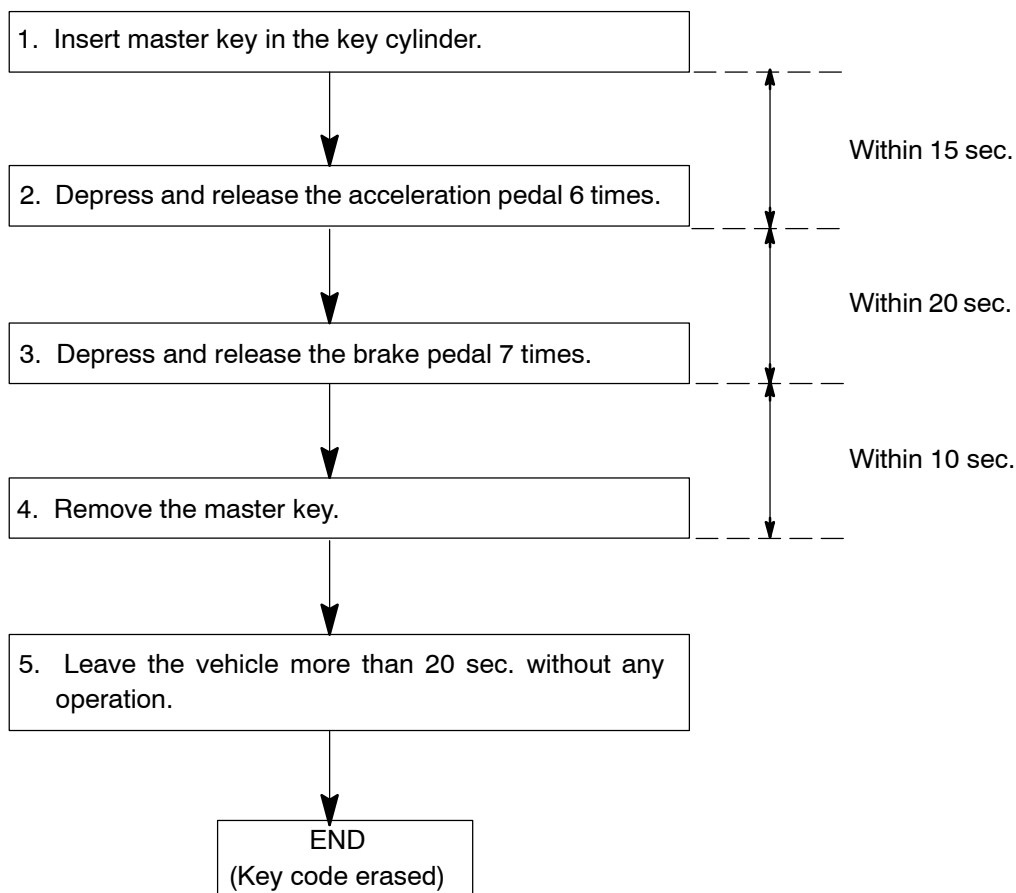 1. Insert master key in the key cylinder.
Within 15 sec.
2. Depress and release the acceleration pedal 6 times.
Within 20 sec.
3. Depress and release the brake pedal 7 times.
Within 10 sec.
4. Remove the master key.
5. Leave the vehicle more than 20 sec. without any
operation.
END
(Key code erased)